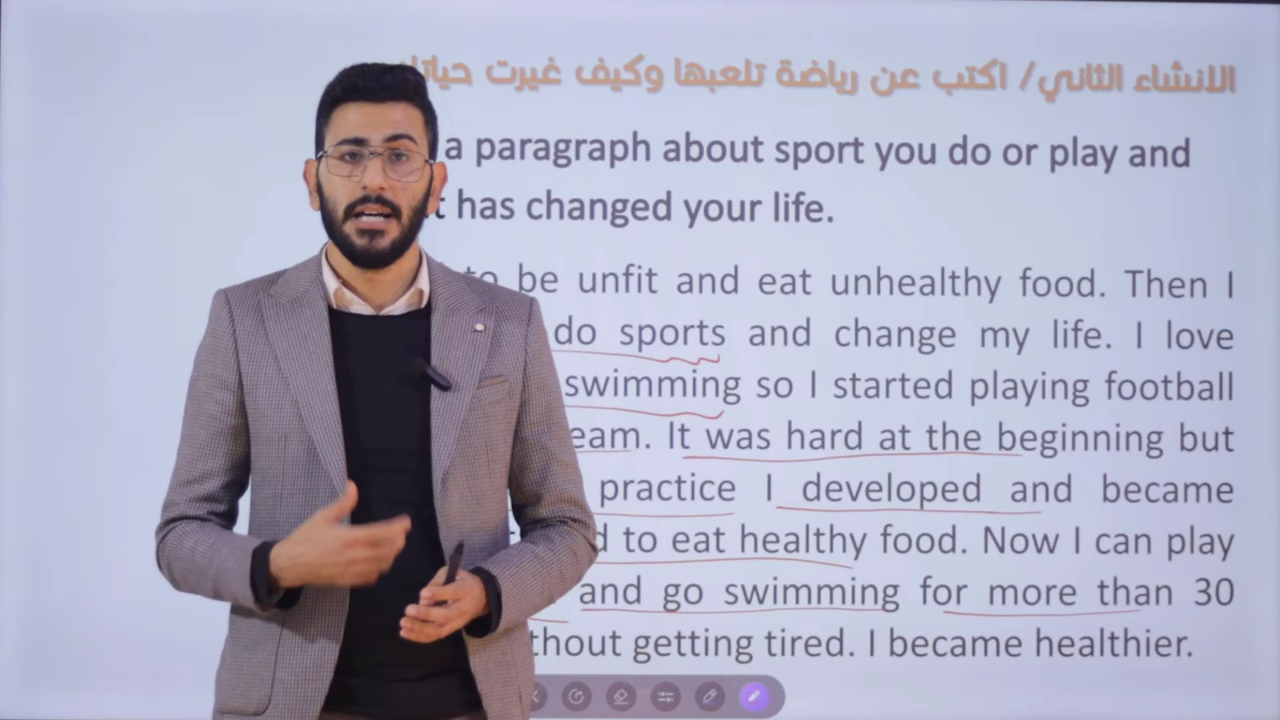 الانشاء الثاني/ اكتب عن رياضة تلعبها وكيف غيرت
a paragraph about sport you do or play and
has changed your life.
to be unfit and eat unhealthy food. Then I
do sports and change my life. I love
swimming so I started playing football
It was hard at the beginning but
practice I developed and became
to eat healthy food. Now I can play
and go swimming for more than 30
getting tired. I became healthier.